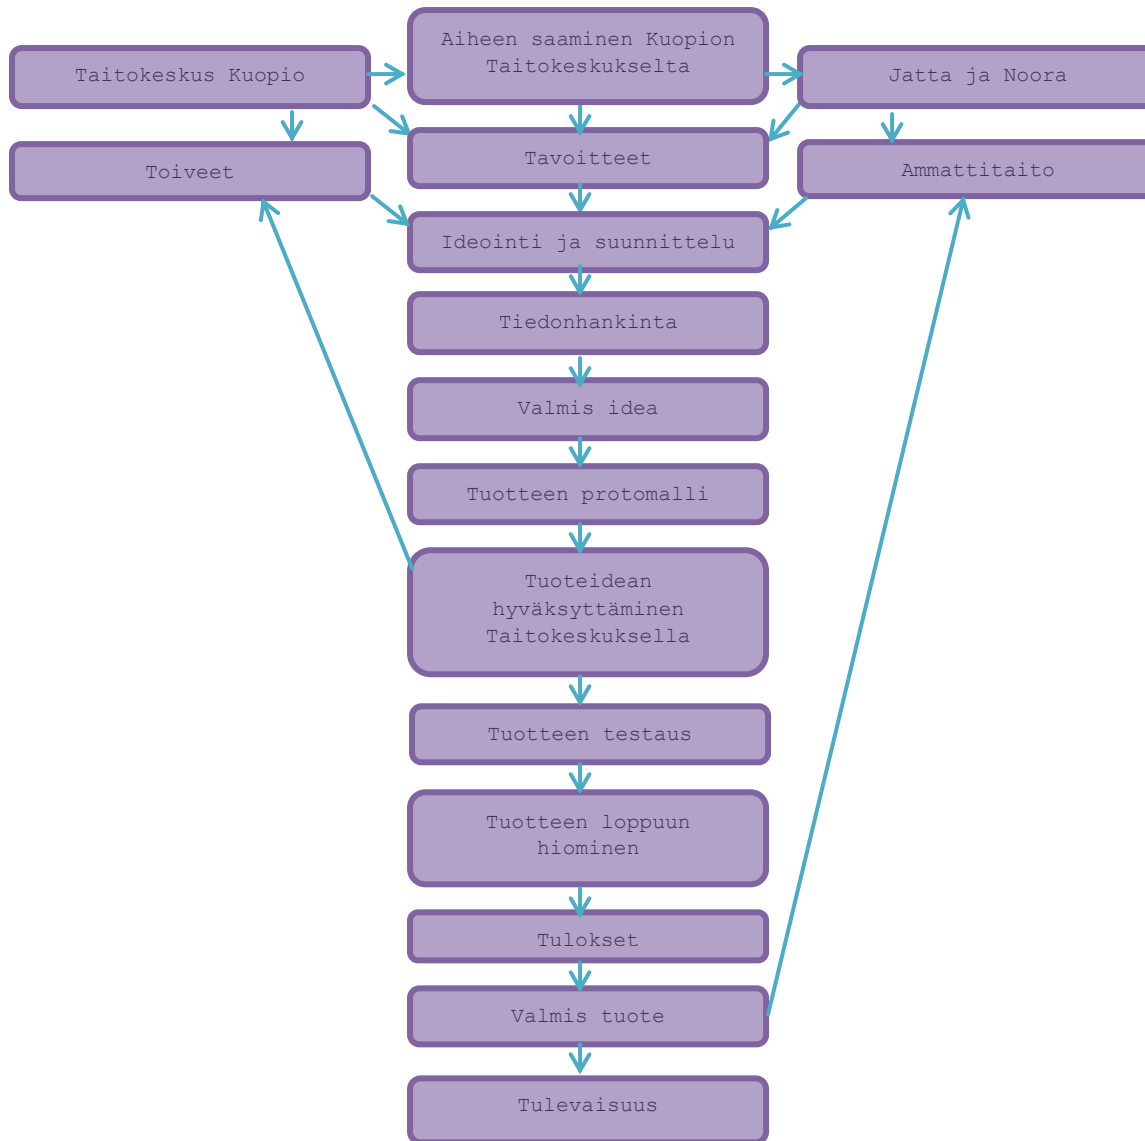 Aiheen saaminen Kuopion
Taitokeskukselta
Taitokeskus Kuopio
Jatta ja Noora
Tavoitteet
Toiveet
Ammattitaito
Ideointi ja suunnittelu
Tiedonhankinta
Valmis idea
Tuotteen protomalli
Tuoteidean
hyväksyttäminen
Taitokeskuksella
Tuotteen testaus
Tuotteen loppuun
hiominen
Tulokset
Valmis tuote
Tulevaisuus